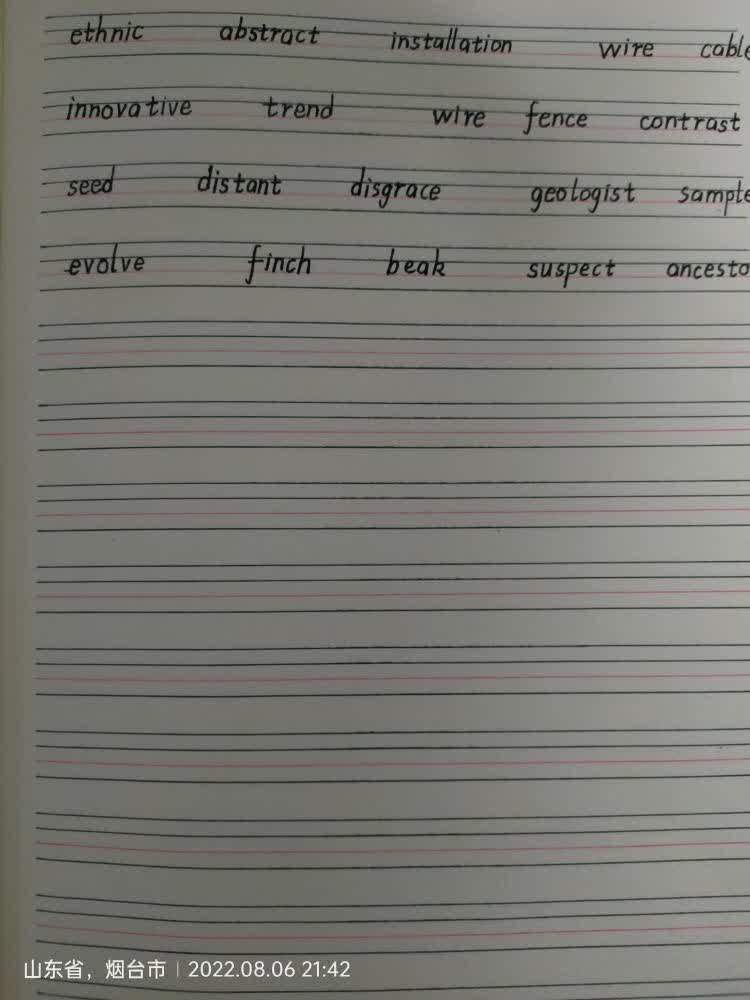 ethnic abstract installation wire cable
innovative trend wire fence contrast
seed distant disgrace geologist sample
evolve finch beak suspect ancesto
山东省，烟台市 | 2022.08.06 21:42